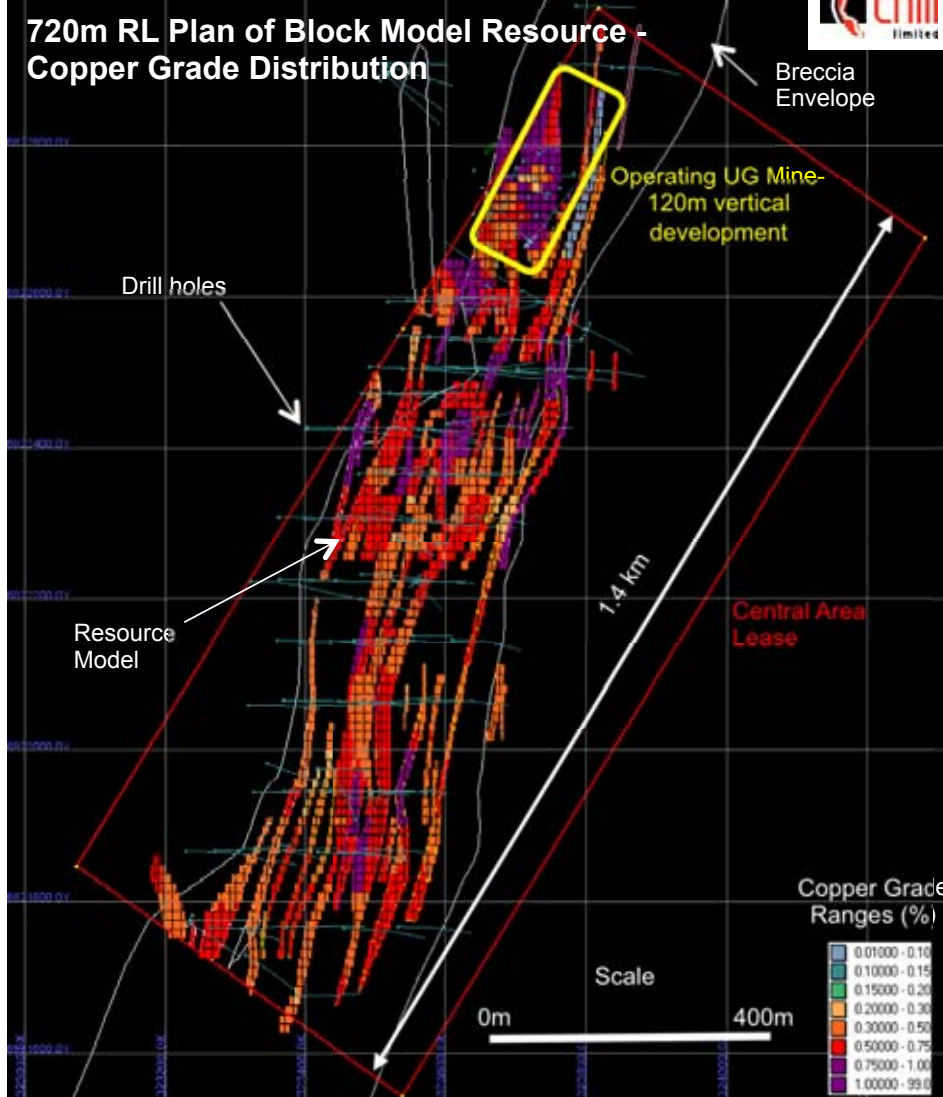 720m RL Plan of Block Model Resource -
Copper Grade Distribution
limited
Breccia
Envelope
Operating UG Mine-
120m vertical
development
Drill holes
Resource
Model
1.4 km
Central Area
Lease
Copper Grade
Ranges (%)
0.01000 - 0.10
0.10000 - 0.15
0.15000 - 0.20
0.20000 - 0.30
0.30000 - 0.50
0.50000 - 0.75
0.75000 - 1.00
1.00000 - 99.0
Scale
0m 400m